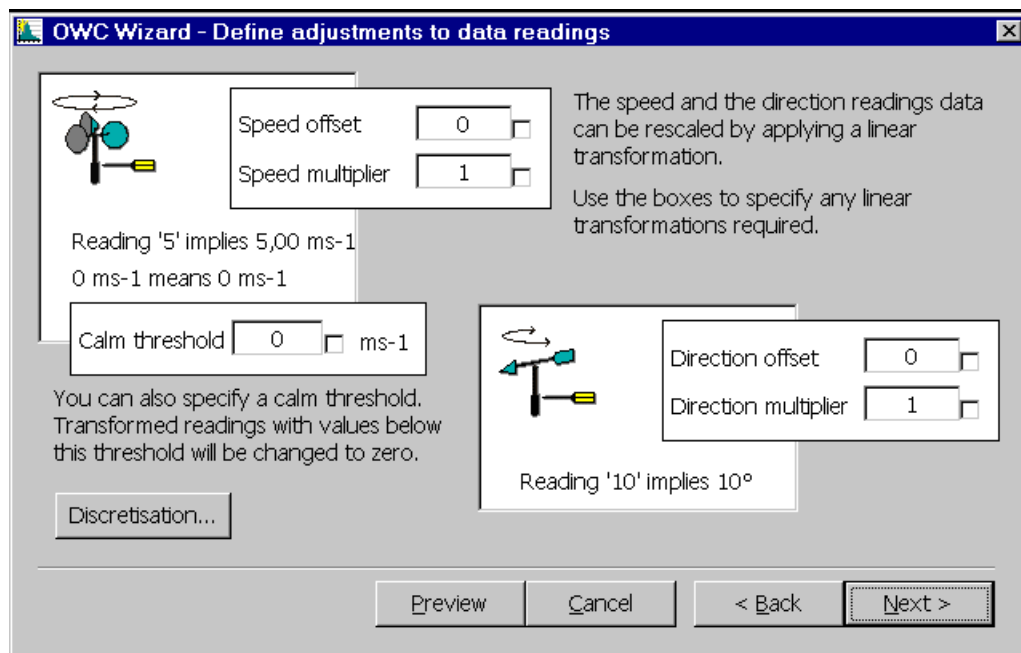 OWC Wizard - Define adjustments to data readings
Speed offset 0
Speed multiplier 1
The speed and the direction readings data
can be rescaled by applying a linear
transformation.
Use the boxes to specify any linear
transformations required.
Reading '5' implies 5,00 ms-1
0 ms-1 means 0 ms-1
Calm threshold 0 ms-1
You can also specify a calm threshold.
Transformed readings with values below
this threshold will be changed to zero.
Direction offset 0
Direction multiplier 1
Reading '10' implies 10°
Discretisation...
Preview
Cancel
< Back
Next >